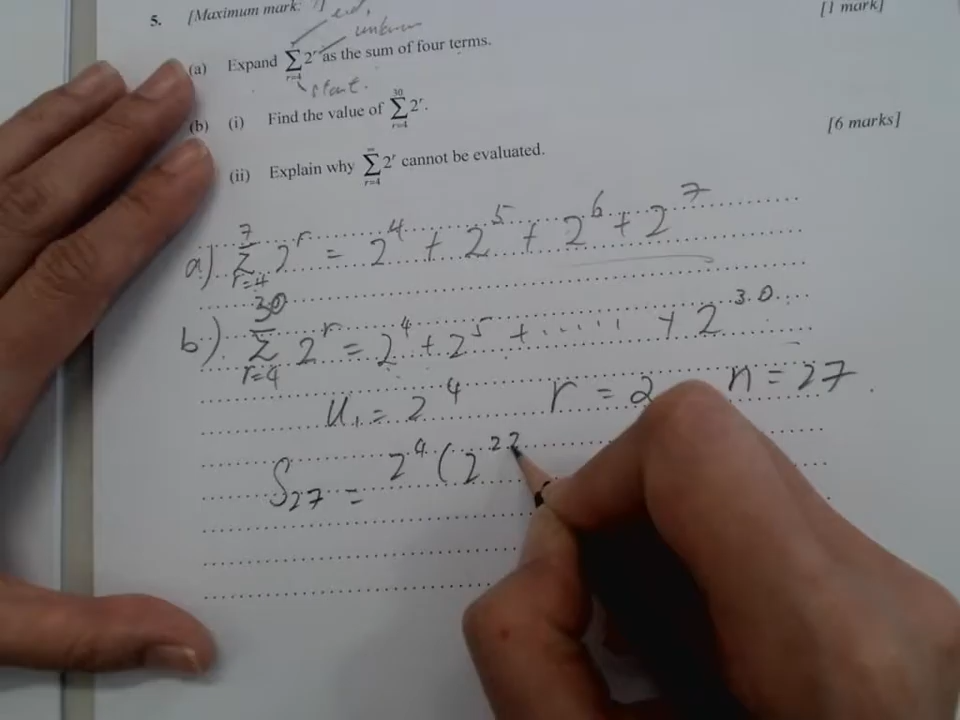 5. [Maximum mark: 7] end,
[1 mark]
unknown
(a) Expand ∑ 2^r as the sum of four terms.
r=4
start.
(b) (i) Find the value of 30 ∑ r=4 2^r.
[6 marks]
(ii) Explain why ∞ ∑ r=4 2^r cannot be evaluated.
a) 7 ∑ r=4 2^r = 2^4 + 2^5 + 2^6 + 2^7
b) 30 ∑ r=4 2^r = 2^4 + 2^5 + ..... + 2^30
u₁ = 2^4 r = 2 n = 27
S₂₇ = 2^4 (2^27